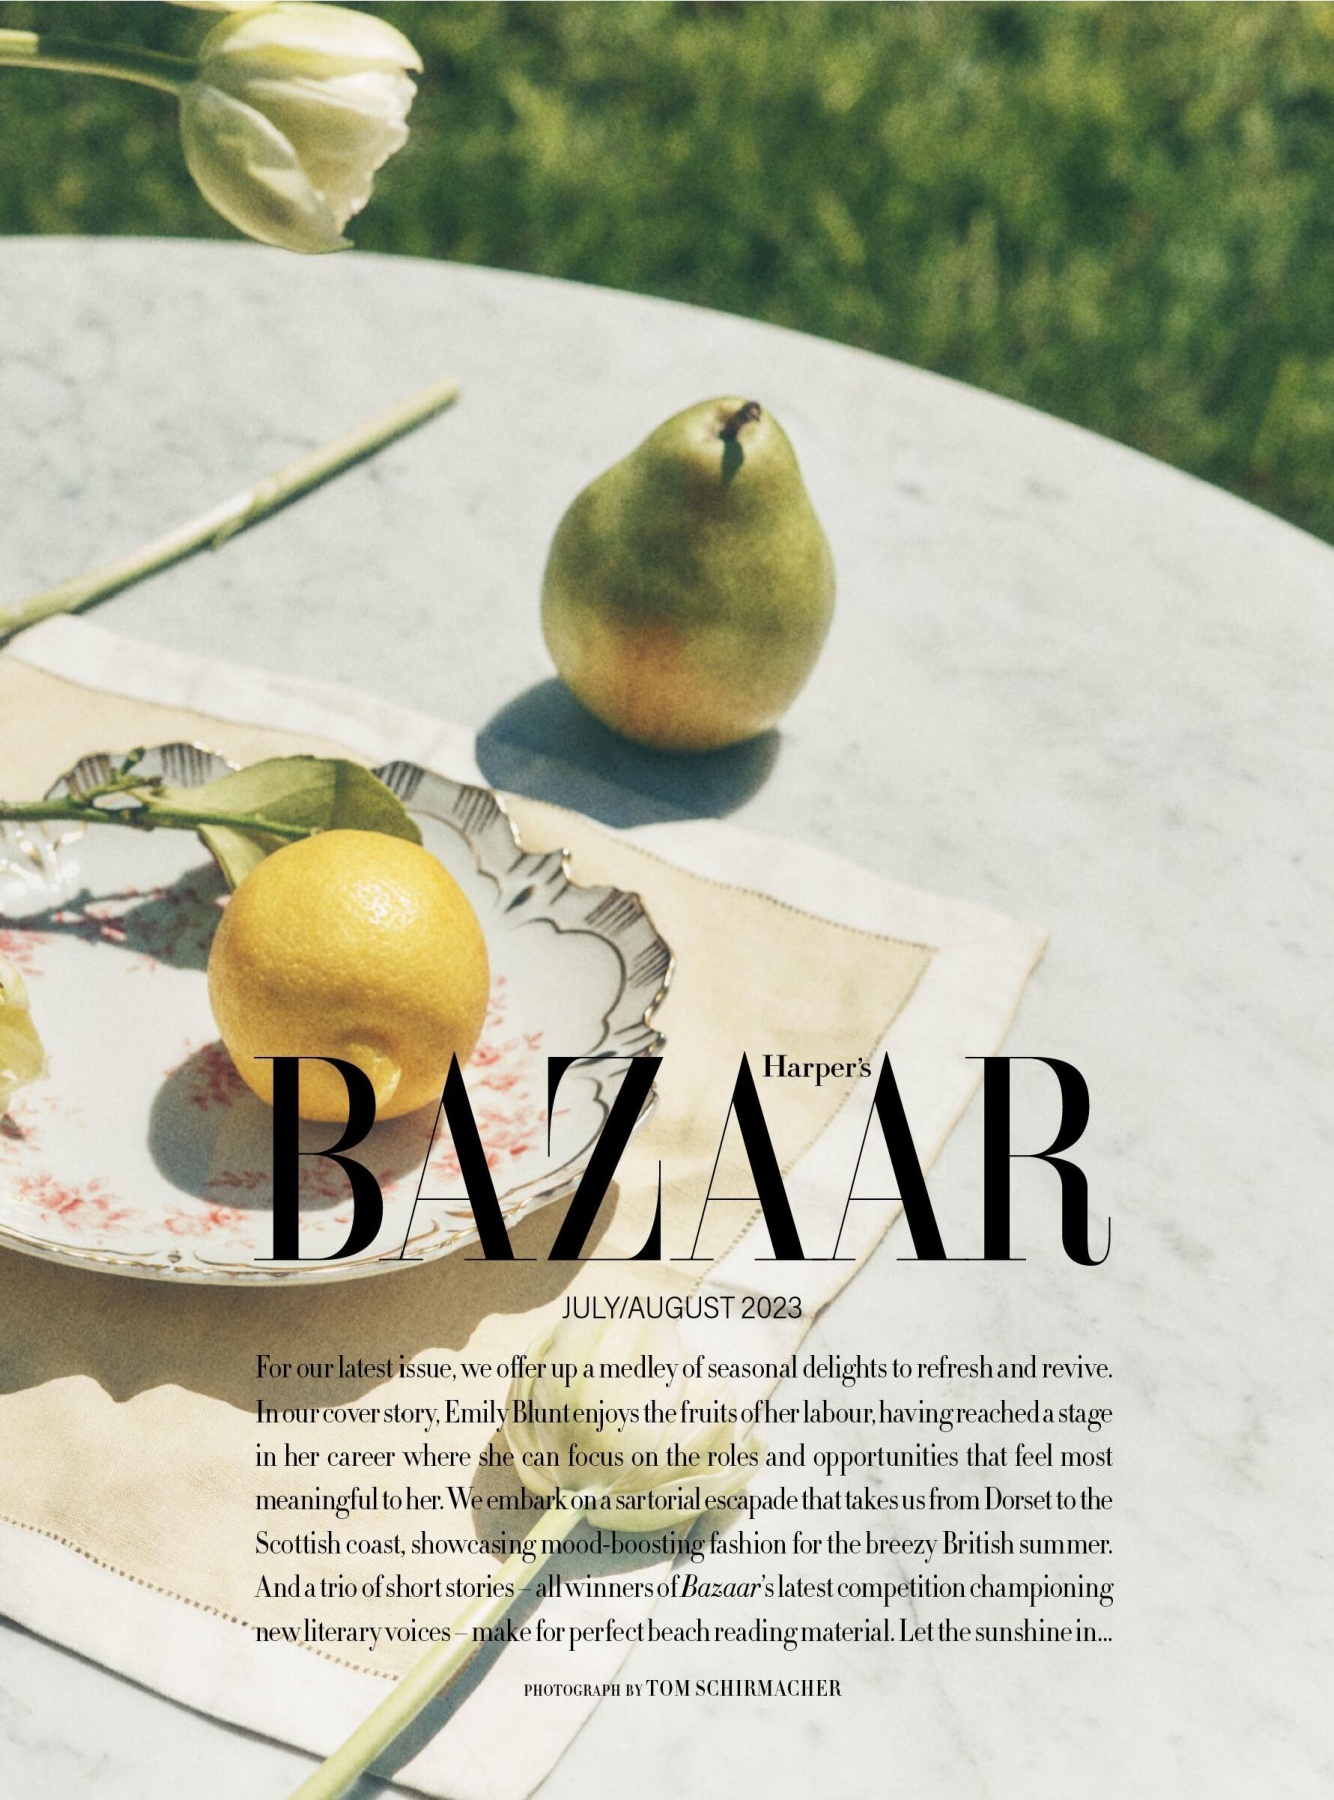 Harper's
BAZAAR
JULY/AUGUST 2023
For our latest issue, we offer up a medley of seasonal delights to refresh and revive.
In our cover story, Emily Blunt enjoys the fruits of her labour, having reached a stage
in her career where she can focus on the roles and opportunities that feel most
meaningful to her. We embark on a sartorial escapade that takes us from Dorset to the
Scottish coast, showcasing mood-boosting fashion for the breezy British summer.
And a trio of short stories – all winners of Bazaar's latest competition championing
new literary voices – make for perfect beach reading material. Let the sunshine in...
PHOTOGRAPH BY TOM SCHIRMACHER